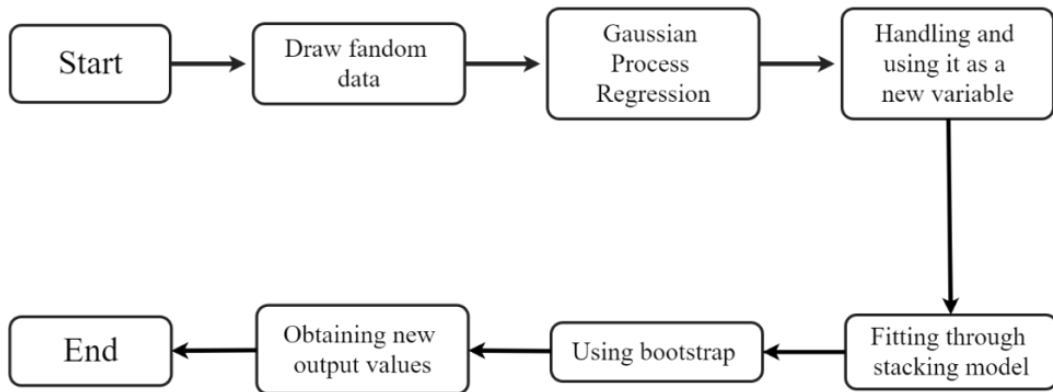 Start
Draw fandom
data
Gaussian
Process
Regression
Handling and
using it as a
new variable
Fitting through
stacking model
Using bootstrap
Obtaining new
output values
End